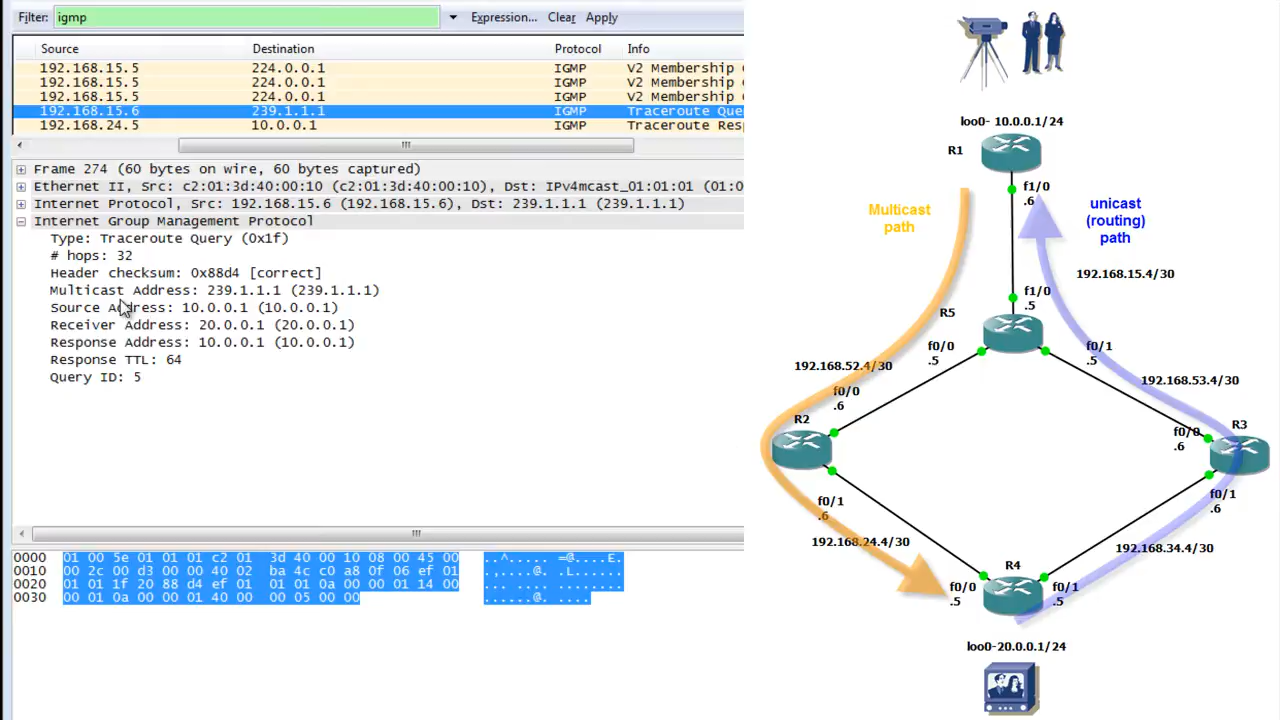 Filter: igmp Expression... Clear Apply
Source Destination Protocol Info
192.168.15.5 224.0.0.1 IGMP V2 Membership
192.168.15.5 224.0.0.1 IGMP V2 Membership
192.168.15.5 224.0.0.1 IGMP V2 Membership
192.168.15.6 239.1.1.1 IGMP Traceroute Que
192.168.24.5 10.0.0.1 IGMP Traceroute Res
Frame 274 (60 bytes on wire, 60 bytes captured)
Ethernet II, Src: c2:01:3d:40:00:10 (c2:01:3d:40:00:10), Dst: IPv4mcast_01:01:01 (01:0
Internet Protocol, Src: 192.168.15.6 (192.168.15.6), Dst: 239.1.1.1 (239.1.1.1)
Internet Group Management Protocol
Type: Traceroute Query (0x1f)
# hops: 32
Header checksum: 0x88d4 [correct]
Multicast Address: 239.1.1.1 (239.1.1.1)
Source Address: 10.0.0.1 (10.0.0.1)
Receiver Address: 20.0.0.1 (20.0.0.1)
Response Address: 10.0.0.1 (10.0.0.1)
Response TTL: 64
Query ID: 5
0000 01 00 5e 01 01 01 c2 01 3d 40 00 10 08 00 45 00 ..^..... =@....E.
0010 00 2c 00 d3 00 00 40 02 ba 4c c0 a8 0f 06 ef 01 .,....@. .L......
0020 01 01 1f 20 88 d4 ef 01 01 01 0a 00 00 01 14 00 ... .... ........
0030 00 01 0a 00 00 01 40 00 00 05 00 00 ......@. ....
loo0- 10.0.0.1/24
R1
f1/0
.6
Multicast
path
unicast
(routing)
path
192.168.15.4/30
f1/0
.5
R5
f0/0
.5
f0/1
.5
192.168.52.4/30
192.168.53.4/30
f0/0
.6
R2
R3
f0/0
.6
f0/1
.6
f0/1
.6
192.168.24.4/30
192.168.34.4/30
R4
f0/0
.5
f0/1
.5
loo0-20.0.0.1/24